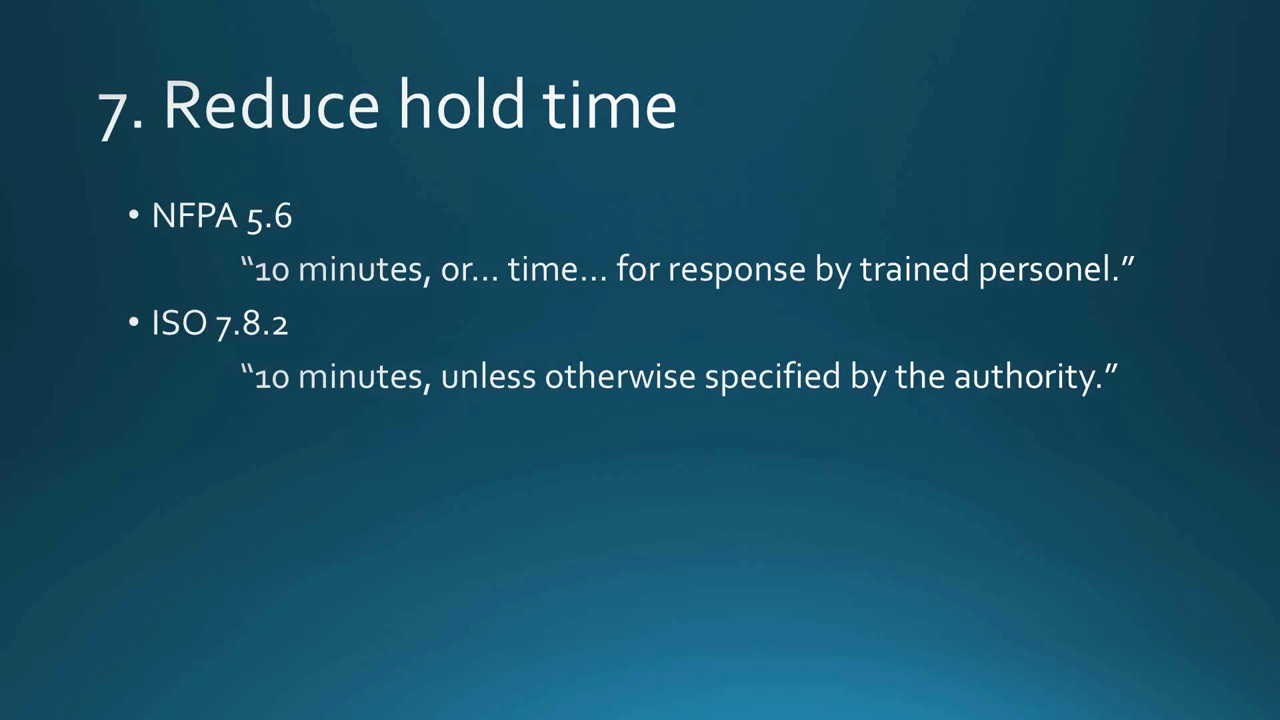 7. Reduce hold time
• NFPA 5.6
“10 minutes, or... time... for response by trained personel.”
• ISO 7.8.2
“10 minutes, unless otherwise specified by the authority.”